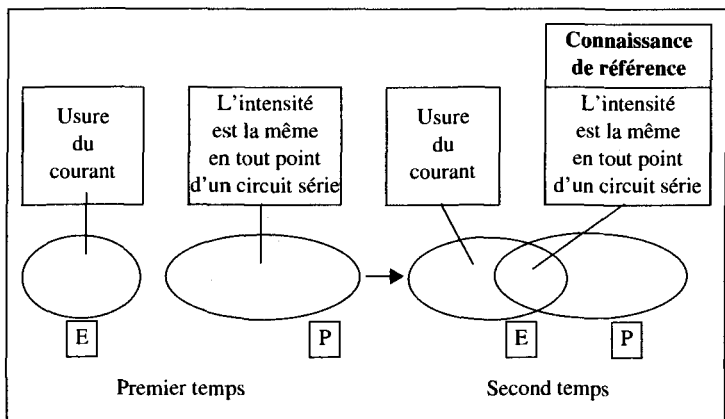 Connaissance
de référence
Usure
du
courant
L'intensité
est la même
en tout point
d'un circuit série
Usure
du
courant
L'intensité
est la même
en tout point
d'un circuit série
E
P
E
P
Premier temps
Second temps